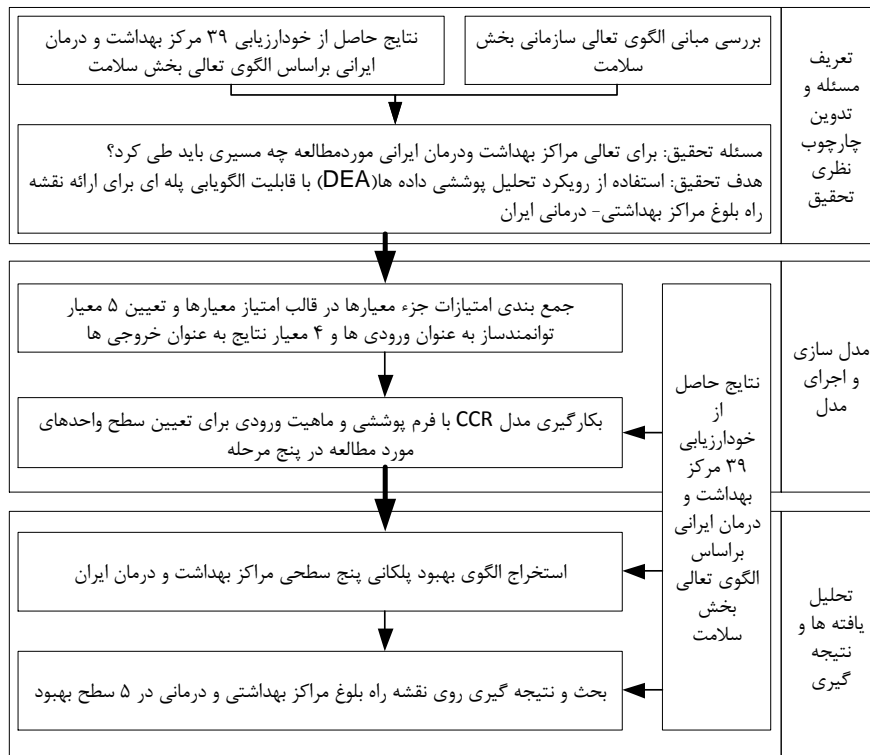 تعریف
مسئله و
تدوین
چارچوب
نظری
تحقیق
بررسی مبانی الگوی تعالی سازمانی بخش
سلامت
نتایج حاصل از خودارزیابی ۳۹ مرکز بهداشت و درمان
ایرانی براساس الگوی تعالی بخش سلامت
مسئله تحقیق: برای تعالی مراکز بهداشت ودرمان ایرانی موردمطالعه چه مسیری باید طی کرد؟
هدف تحقیق: استفاده از رویکرد تحلیل پوششی داده ها(DEA) با قابلیت الگویابی پله ای برای ارائه نقشه
راه بلوغ مراکز بهداشتی- درمانی ایران
مدل سازی
و اجرای
مدل
جمع بندی امتیازات جزء معیارها در قالب امتیاز معیارها و تعیین ۵ معیار
توانمندساز به عنوان ورودی ها و ۴ معیار نتایج به عنوان خروجی ها
بکارگیری مدل CCR با فرم پوششی و ماهیت ورودی برای تعیین سطح واحدهای
مورد مطالعه در پنج مرحله
نتایج حاصل
از
خودارزیابی
۳۹ مرکز
بهداشت و
درمان ایرانی
براساس
الگوی تعالی
بخش
سلامت
تحلیل
یافته ها و
نتیجه
گیری
استخراج الگوی بهبود پلکانی پنج سطحی مراکز بهداشت و درمان ایران
بحث و نتیجه گیری روی نقشه راه بلوغ مراکز بهداشتی و درمانی در ۵ سطح بهبود